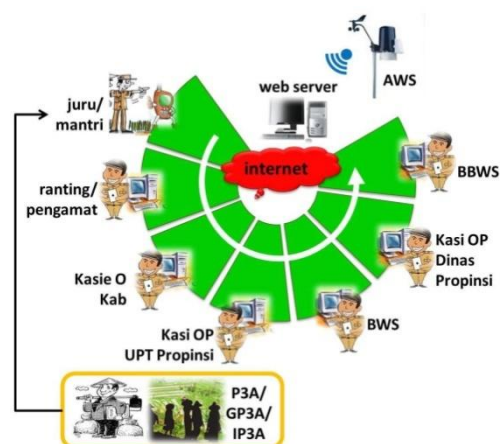 web server
AWS
juru/
mantri
internet
BBWS
ranting/
pengamat
Kasi OP
Dinas
Propinsi
Kasie O
Kab
BWS
Kasi OP
UPT Propinsi
P3A/
GP3A/
IP3A